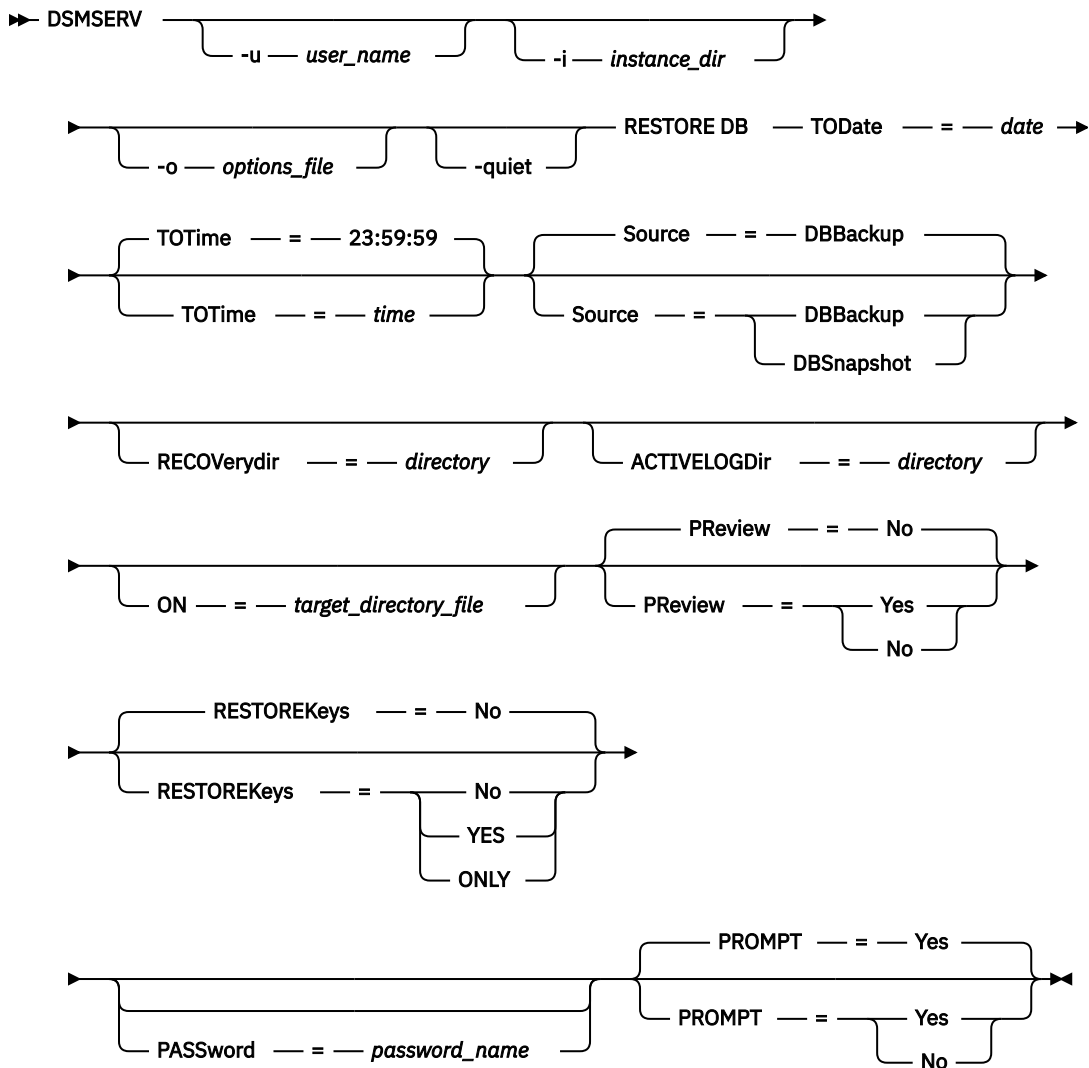 DSMSERV
-u user_name -i instance_dir
RESTORE DB TODate = date
-o options_file -quiet
TOTime = 23:59:59 Source = DBBackup
TOTime = time Source = DBBackup
DBSnapshot
RECOVerydir = directory ACTIVELOGDir = directory
PReview = No
ON = target_directory_file PReview = Yes
No
RESTOREKeys = No
RESTOREKeys = No
YES
ONLY
PROMPT = Yes
PROMPT = Yes
PASSword = password_name No